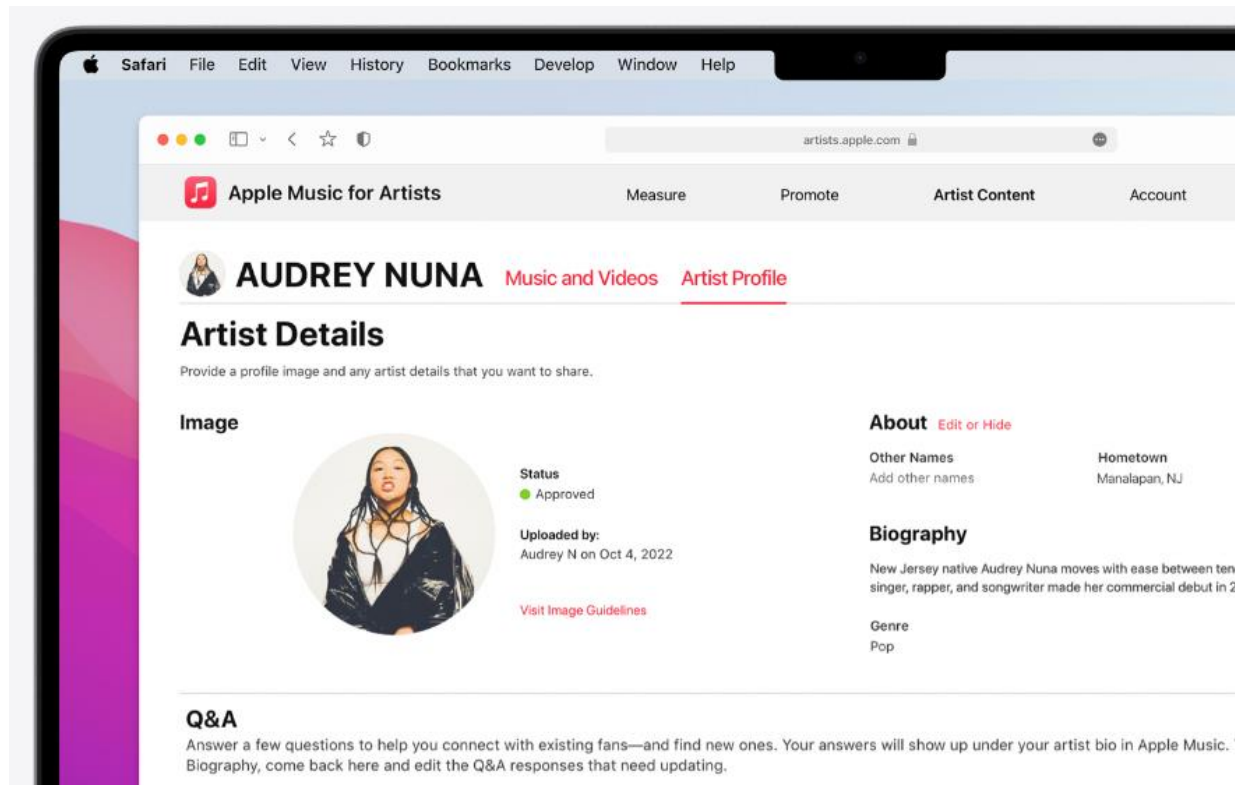 Safari File Edit View History Bookmarks Develop Window Help
artists.apple.com
Apple Music for Artists Measure Promote Artist Content Account
AUDREY NUNA Music and Videos Artist Profile
Artist Details
Provide a profile image and any artist details that you want to share.
Image
Status
Approved
Uploaded by:
Audrey N on Oct 4, 2022
Visit Image Guidelines
About Edit or Hide
Other Names Hometown
Add other names Manalapan, NJ
Biography
New Jersey native Audrey Nuna moves with ease between ten
singer, rapper, and songwriter made her commercial debut in 2
Genre
Pop
Q&A
Answer a few questions to help you connect with existing fans—and find new ones. Your answers will show up under your artist bio in Apple Music.
Biography, come back here and edit the Q&A responses that need updating.